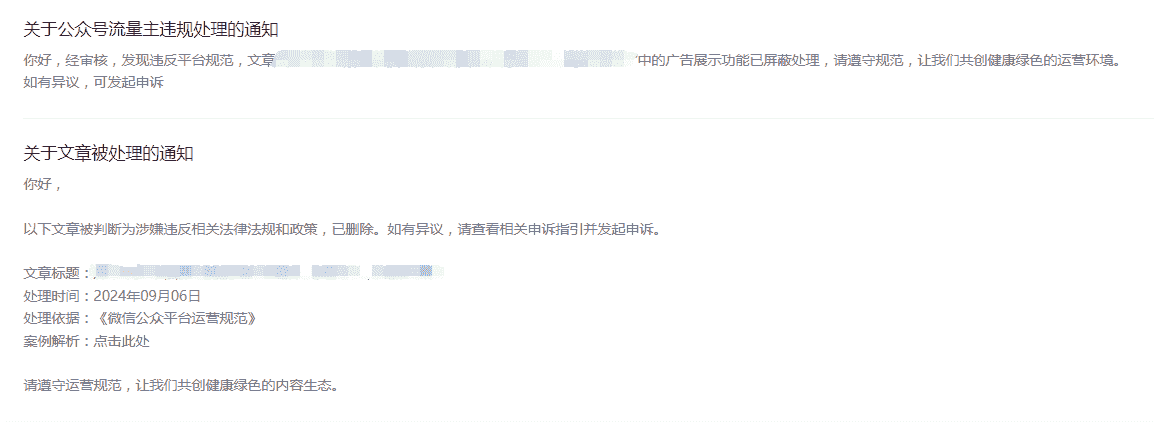 关于公众号流量主违规处理的通知
你好，经审核，发现违反平台规范，文章
中的广告展示功能已屏蔽处理，请遵守规范，让我们共创健康绿色的运营环境。
如有异议，可发起申诉
关于文章被处理的通知
你好，
以下文章被判断为涉嫌违反相关法律法规和政策，已删除。如有异议，请查看相关申诉指引并发起申诉。
文章标题：
处理时间：2024年09月06日
处理依据：《微信公众平台运营规范》
案例解析：点击此处
请遵守运营规范，让我们共创健康绿色的内容生态。